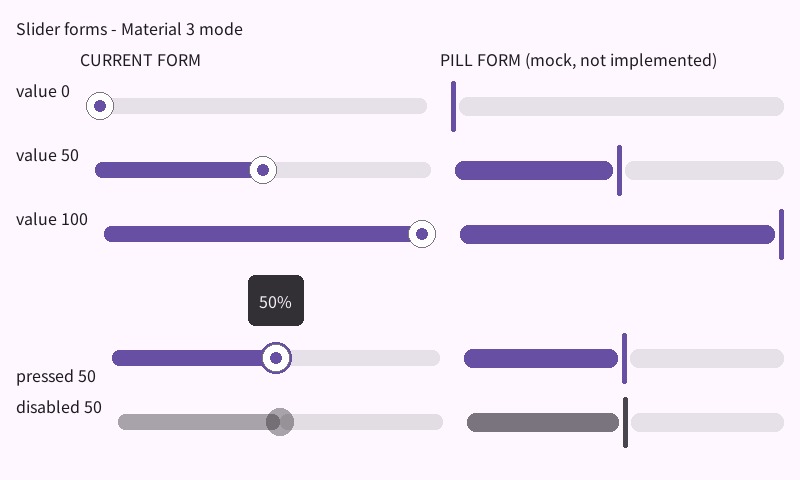 Slider forms - Material 3 mode
CURRENT FORM
PILL FORM (mock, not implemented)
value 0
value 50
value 100
50%
pressed 50
disabled 50